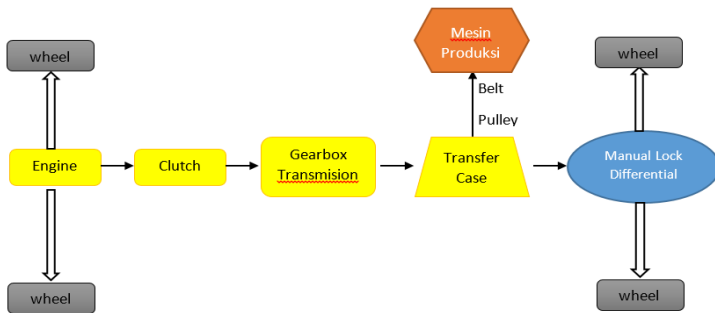 wheel
Mesin
Produksi
wheel
Belt
Pulley
Engine
Clutch
Gearbox
Transmision
Transfer
Case
Manual Lock
Differential
wheel
wheel